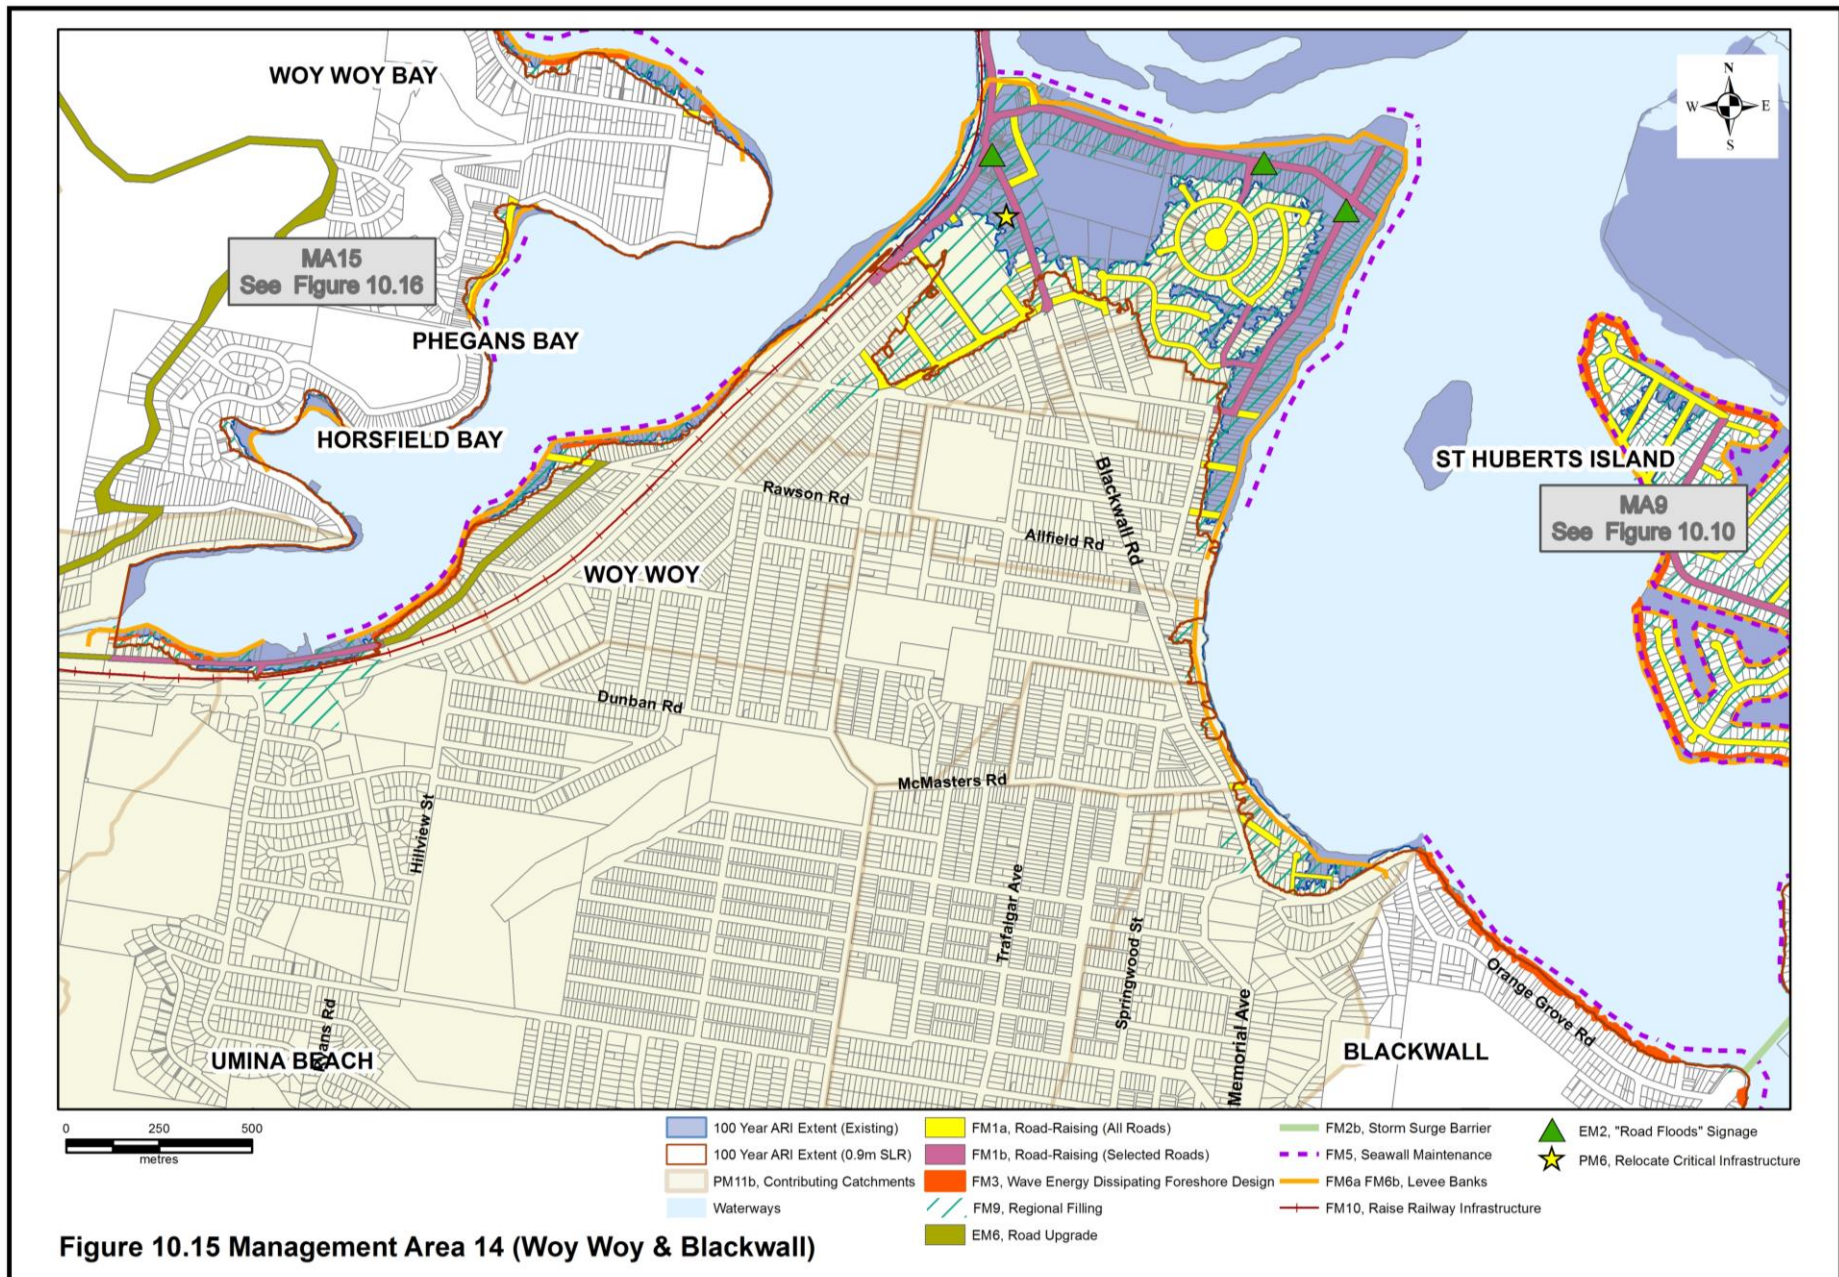 WOY WOY BAY
N
W E
S
MA15
See Figure 10.16
PHEGANS BAY
HORSFIELD BAY
ST HUBERTS ISLAND
MA9
See Figure 10.10
Rawson Rd
Blackwall Rd
Allfield Rd
WOY WOY
Dunban Rd
McMasters Rd
Hillview St
Trafalgar Ave
Springwood St
Memorial Ave
Orange Grove Rd
UMINA BEACH
BLACKWALL
0 250 500
metres
100 Year ARI Extent (Existing)
100 Year ARI Extent (0.9m SLR)
PM11b, Contributing Catchments
Waterways
FM1a, Road-Raising (All Roads)
FM1b, Road-Raising (Selected Roads)
FM3, Wave Energy Dissipating Foreshore Design
FM9, Regional Filling
EM6, Road Upgrade
FM2b, Storm Surge Barrier
FM5, Seawall Maintenance
FM6a FM6b, Levee Banks
FM10, Raise Railway Infrastructure
EM2, "Road Floods" Signage
PM6, Relocate Critical Infrastructure
Figure 10.15 Management Area 14 (Woy Woy & Blackwall)